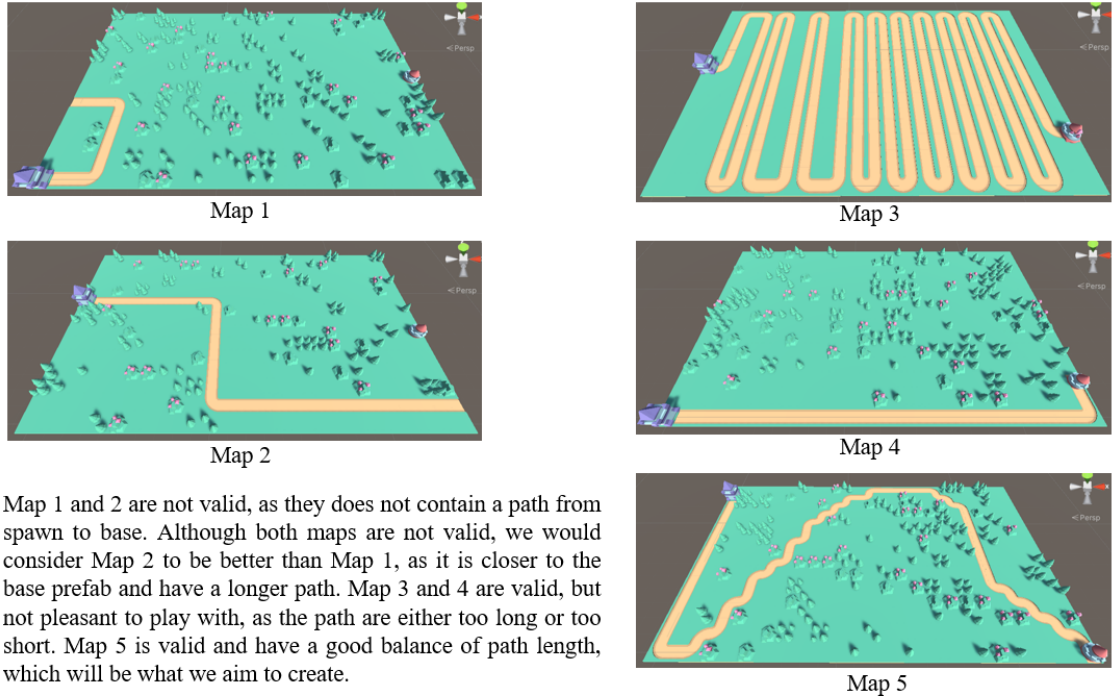 Persp
Map 1
Persp
Map 2
Map 1 and 2 are not valid, as they does not contain a path from
spawn to base. Although both maps are not valid, we would
consider Map 2 to be better than Map 1, as it is closer to the
base prefab and have a longer path. Map 3 and 4 are valid, but
not pleasant to play with, as the path are either too long or too
short. Map 5 is valid and have a good balance of path length,
which will be what we aim to create.
Persp
Map 3
Persp
Map 4
Persp
Map 5